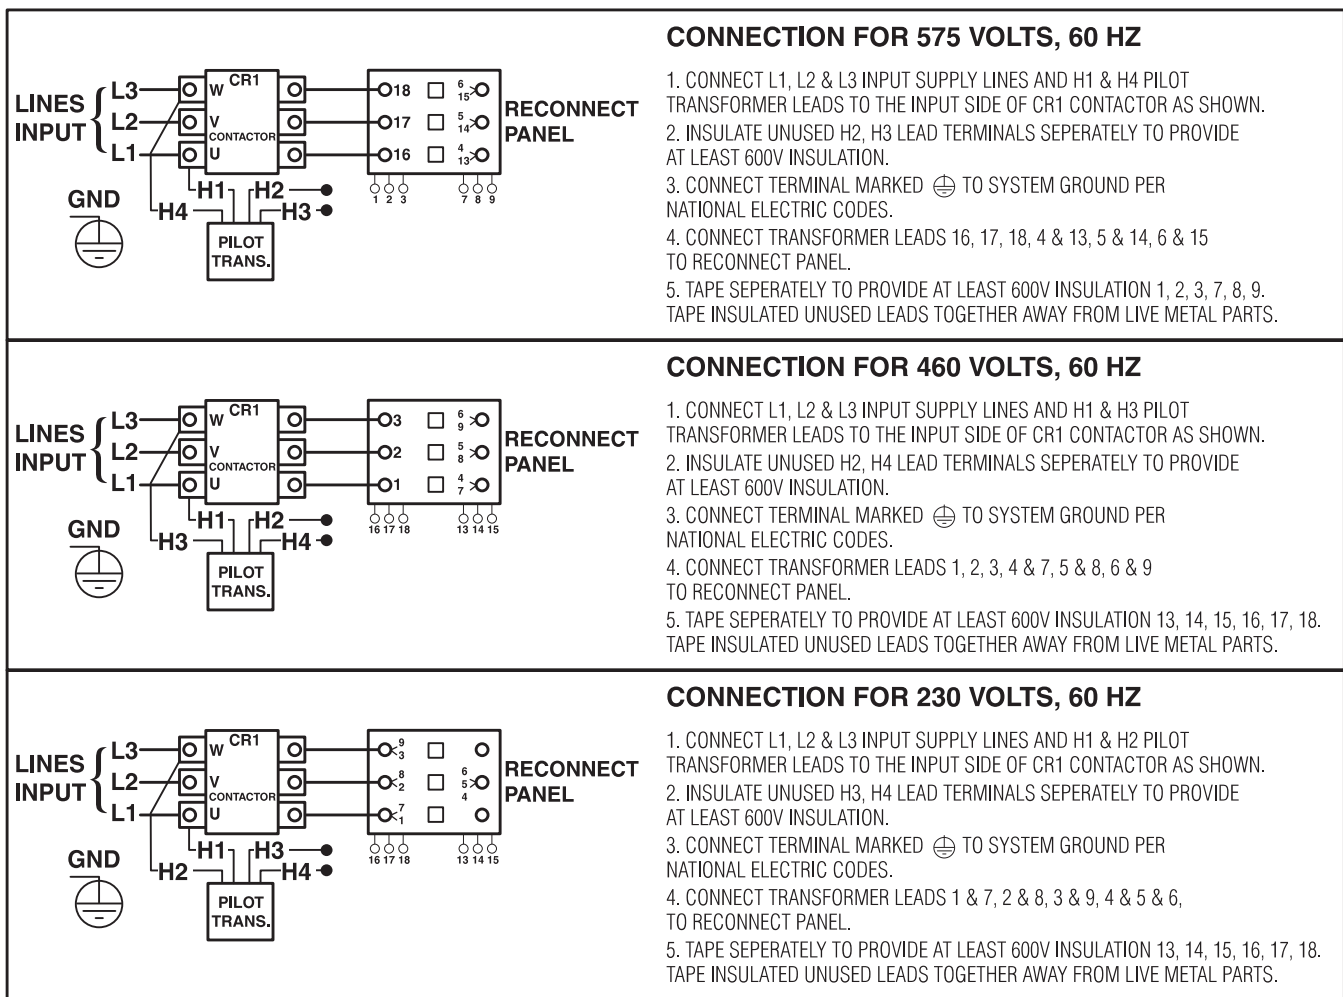 CONNECTION FOR 575 VOLTS, 60 HZ
1. CONNECT L1, L2 & L3 INPUT SUPPLY LINES AND H1 & H4 PILOT
TRANSFORMER LEADS TO THE INPUT SIDE OF CR1 CONTACTOR AS SHOWN.
2. INSULATE UNUSED H2, H3 LEAD TERMINALS SEPERATELY TO PROVIDE
AT LEAST 600V INSULATION.
3. CONNECT TERMINAL MARKED ⏚ TO SYSTEM GROUND PER
NATIONAL ELECTRIC CODES.
4. CONNECT TRANSFORMER LEADS 16, 17, 18, 4 & 13, 5 & 14, 6 & 15
TO RECONNECT PANEL.
5. TAPE SEPERATELY TO PROVIDE AT LEAST 600V INSULATION 1, 2, 3, 7, 8, 9.
TAPE INSULATED UNUSED LEADS TOGETHER AWAY FROM LIVE METAL PARTS.
LINES
INPUT
L3
L2
L1
W CR1
V
CONTACTOR
U
18
17
16
6
15
5
14
4
13
RECONNECT
PANEL
1 2 3
7 8 9
GND
H1
H2
H4
H3
PILOT
TRANS.
CONNECTION FOR 460 VOLTS, 60 HZ
1. CONNECT L1, L2 & L3 INPUT SUPPLY LINES AND H1 & H3 PILOT
TRANSFORMER LEADS TO THE INPUT SIDE OF CR1 CONTACTOR AS SHOWN.
2. INSULATE UNUSED H2, H4 LEAD TERMINALS SEPERATELY TO PROVIDE
AT LEAST 600V INSULATION.
3. CONNECT TERMINAL MARKED ⏚ TO SYSTEM GROUND PER
NATIONAL ELECTRIC CODES.
4. CONNECT TRANSFORMER LEADS 1, 2, 3, 4 & 7, 5 & 8, 6 & 9
TO RECONNECT PANEL.
5. TAPE SEPERATELY TO PROVIDE AT LEAST 600V INSULATION 13, 14, 15, 16, 17, 18.
TAPE INSULATED UNUSED LEADS TOGETHER AWAY FROM LIVE METAL PARTS.
LINES
INPUT
L3
L2
L1
W CR1
V
CONTACTOR
U
3
2
1
6
9
5
8
4
7
RECONNECT
PANEL
16 17 18
13 14 15
GND
H1
H2
H3
H4
PILOT
TRANS.
CONNECTION FOR 230 VOLTS, 60 HZ
1. CONNECT L1, L2 & L3 INPUT SUPPLY LINES AND H1 & H2 PILOT
TRANSFORMER LEADS TO THE INPUT SIDE OF CR1 CONTACTOR AS SHOWN.
2. INSULATE UNUSED H3, H4 LEAD TERMINALS SEPERATELY TO PROVIDE
AT LEAST 600V INSULATION.
3. CONNECT TERMINAL MARKED ⏚ TO SYSTEM GROUND PER
NATIONAL ELECTRIC CODES.
4. CONNECT TRANSFORMER LEADS 1 & 7, 2 & 8, 3 & 9, 4 & 5 & 6,
TO RECONNECT PANEL.
5. TAPE SEPERATELY TO PROVIDE AT LEAST 600V INSULATION 13, 14, 15, 16, 17, 18.
TAPE INSULATED UNUSED LEADS TOGETHER AWAY FROM LIVE METAL PARTS.
LINES
INPUT
L3
L2
L1
W CR1
V
CONTACTOR
U
9
3
8
2
7
1
6
5
4
RECONNECT
PANEL
16 17 18
13 14 15
GND
H1
H3
H2
H4
PILOT
TRANS.